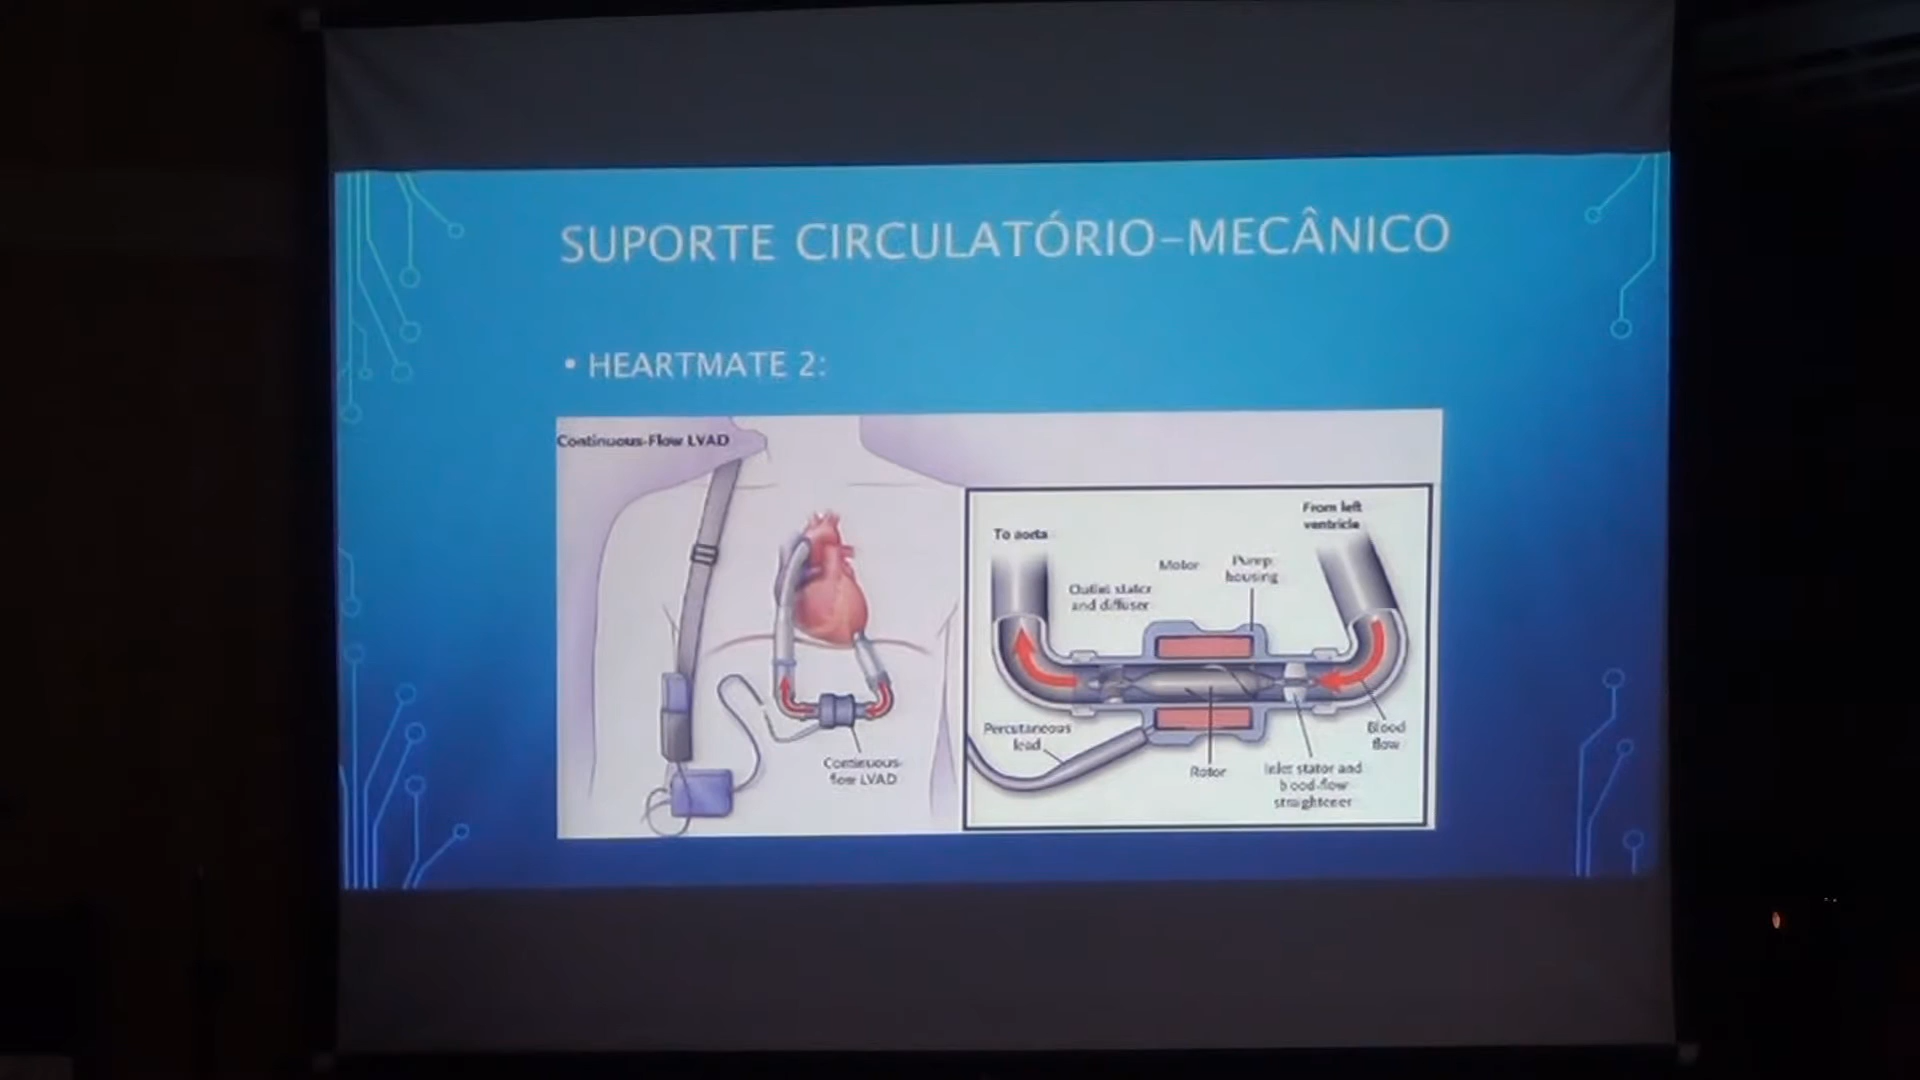 SUPORTE CIRCULATÓRIO-MECÂNICO
• HEARTMATE 2:
Continuous-Flow LVAD
Continuous-
flow LVAD
To aorta
From left
ventricle
Motor
Pump
housing
Outlet stator
and diffuser
Percutaneous
lead
Rotor
Inlet stator and
blood-flow
straightener
Blood
flow